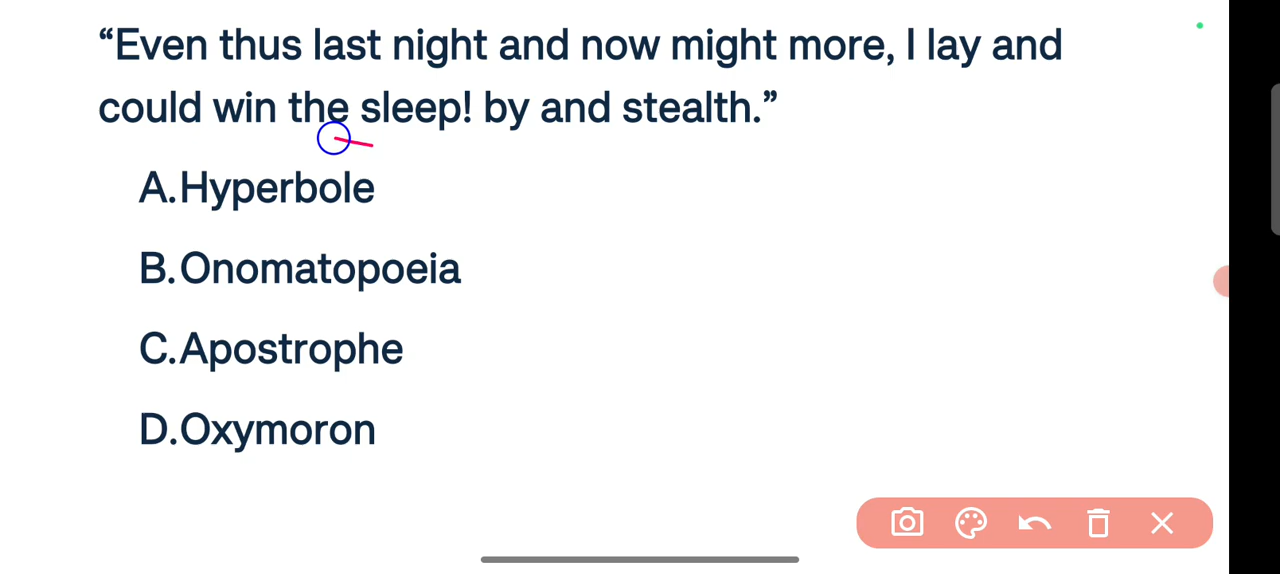 “Even thus last night and now might more, I lay and
could win the sleep! by and stealth.”
A.Hyperbole
B.Onomatopoeia
C.Apostrophe
D.Oxymoron